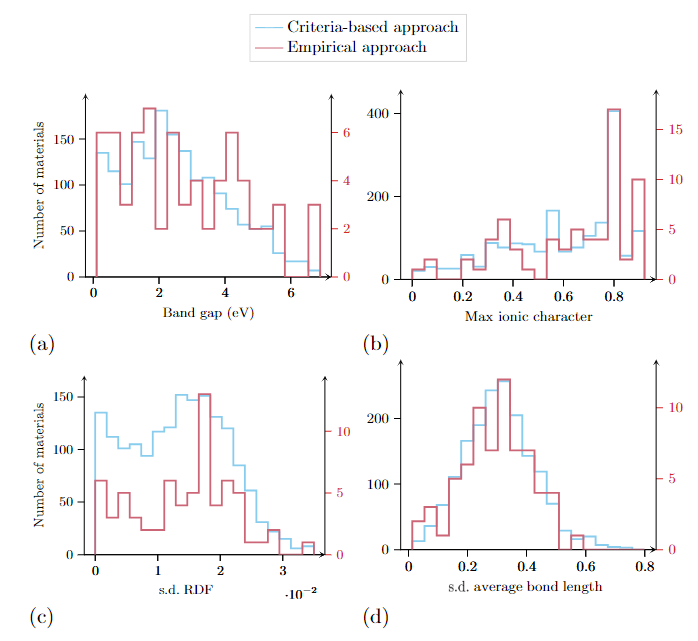 Criteria-based approach
Empirical approach
Number of materials
150
100
50
0
6
4
2
0
0 2 4 6
Band gap (eV)
(a)
400
200
0
15
10
5
0
0 0.2 0.4 0.6 0.8
Max ionic character
(b)
Number of materials
150
100
50
0
10
5
0
0 1 2 3
s.d. RDF
·10⁻²
(c)
200
100
0
10
5
0
0 0.2 0.4 0.6 0.8
s.d. average bond length
(d)